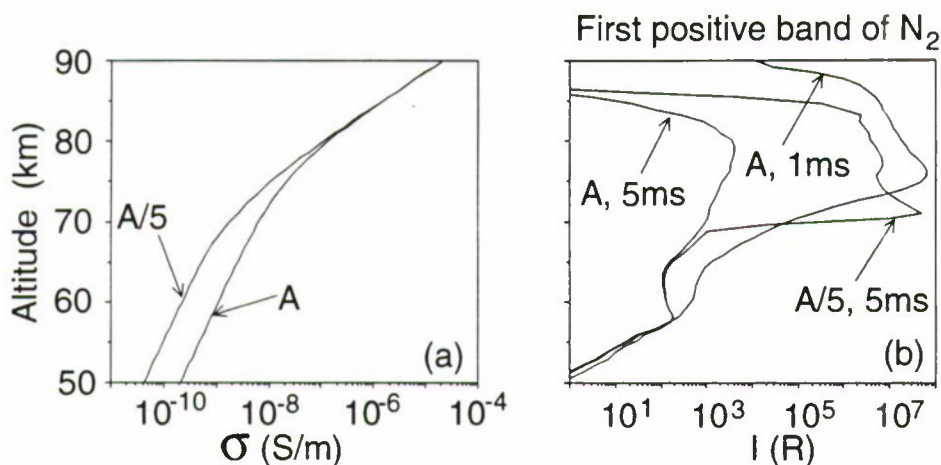 First positive band of N₂
90
80
70
60
50
Altitude (km)
A/5
A
(a)
10⁻¹⁰ 10⁻⁸ 10⁻⁶ 10⁻⁴
σ (S/m)
A, 5ms
A, 1ms
A/5, 5ms
(b)
10¹ 10³ 10⁵ 10⁷
I (R)